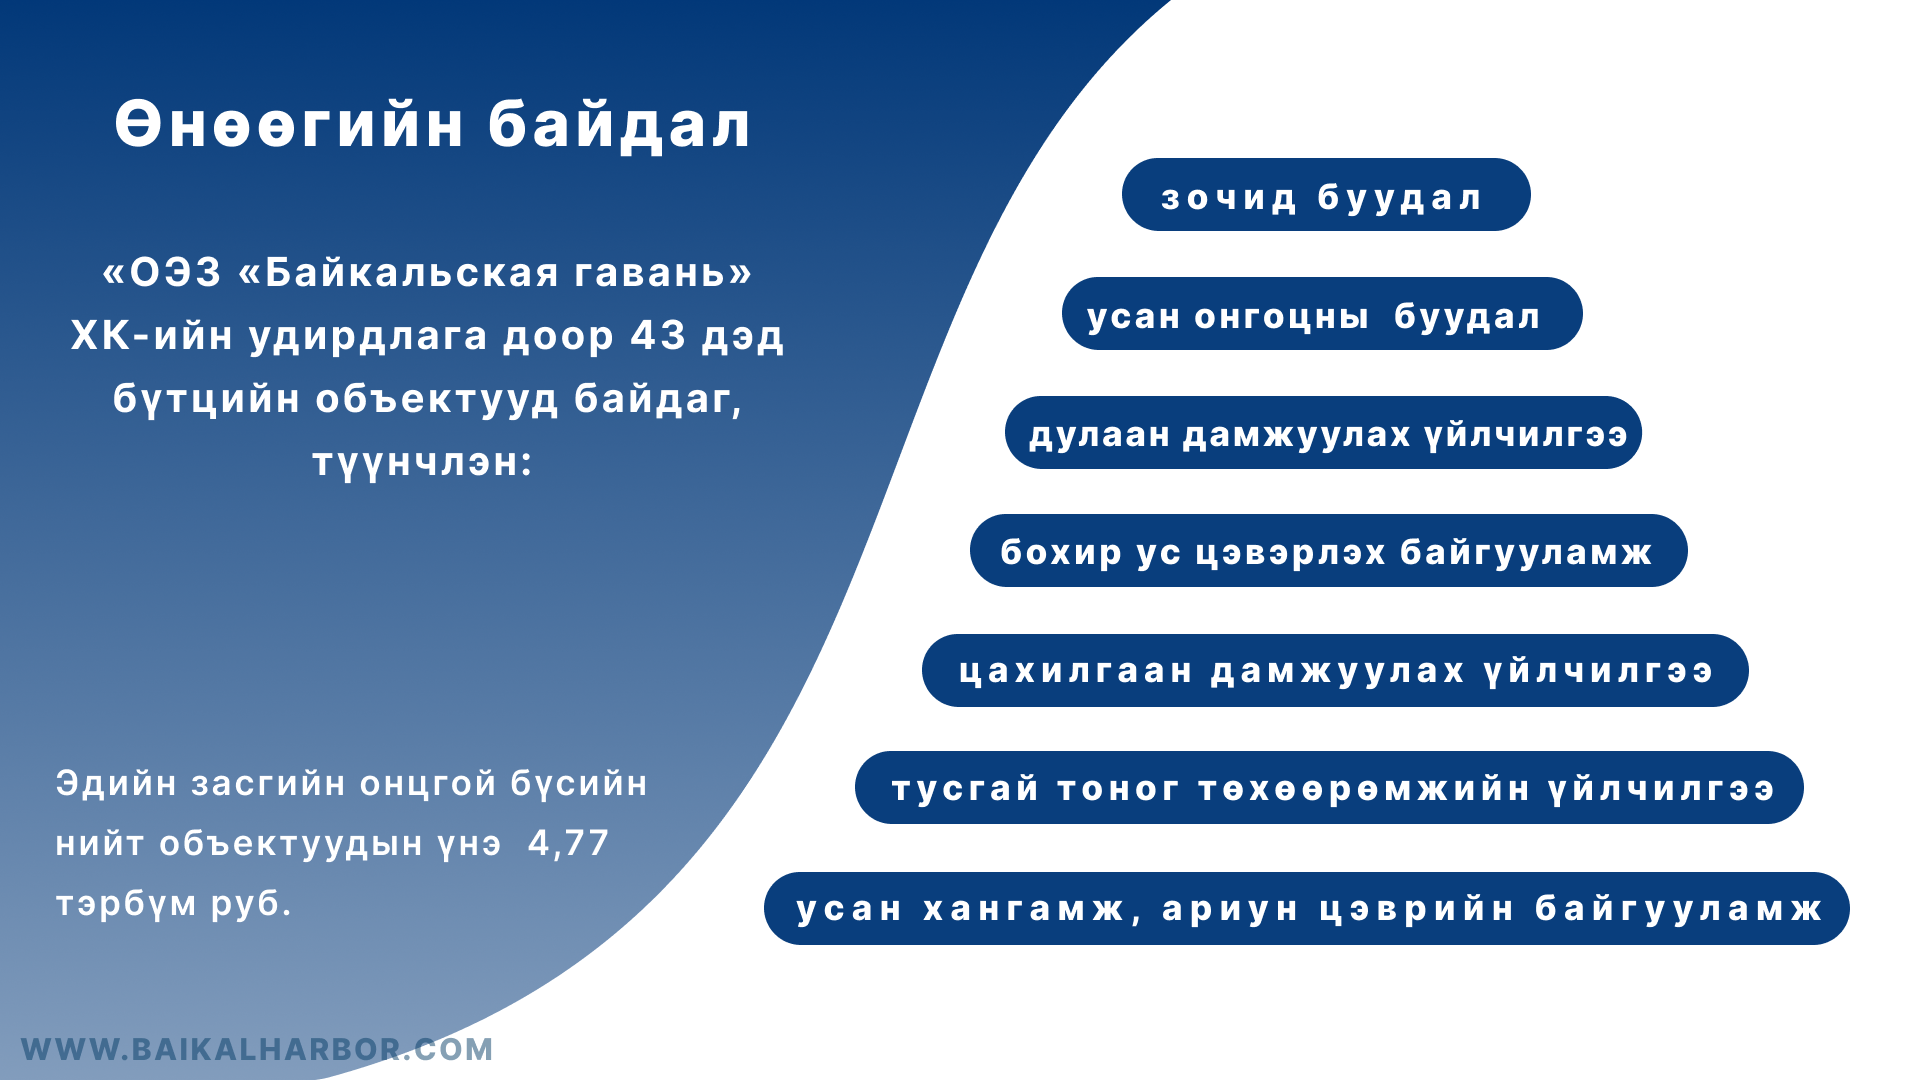 Өнөөгийн байдал
«ОЭЗ «Байкальская гавань»
ХК-ийн удирдлага доор 43 дэд
бүтцийн объектууд байдаг,
түүнчлэн:
Эдийн засгийн онцгой бүсийн
нийт объектуудын үнэ 4,77
тэрбүм руб.
зочид буудал
усан онгоцны буудал
дулаан дамжуулах үйлчилгээ
бохир ус цэвэрлэх байгууламж
цахилгаан дамжуулах үйлчилгээ
тусгай тоног төхөөрөмжийн үйлчилгээ
усан хангамж, ариун цэврийн байгууламж
WWW.BAIKALHARBOR.COM